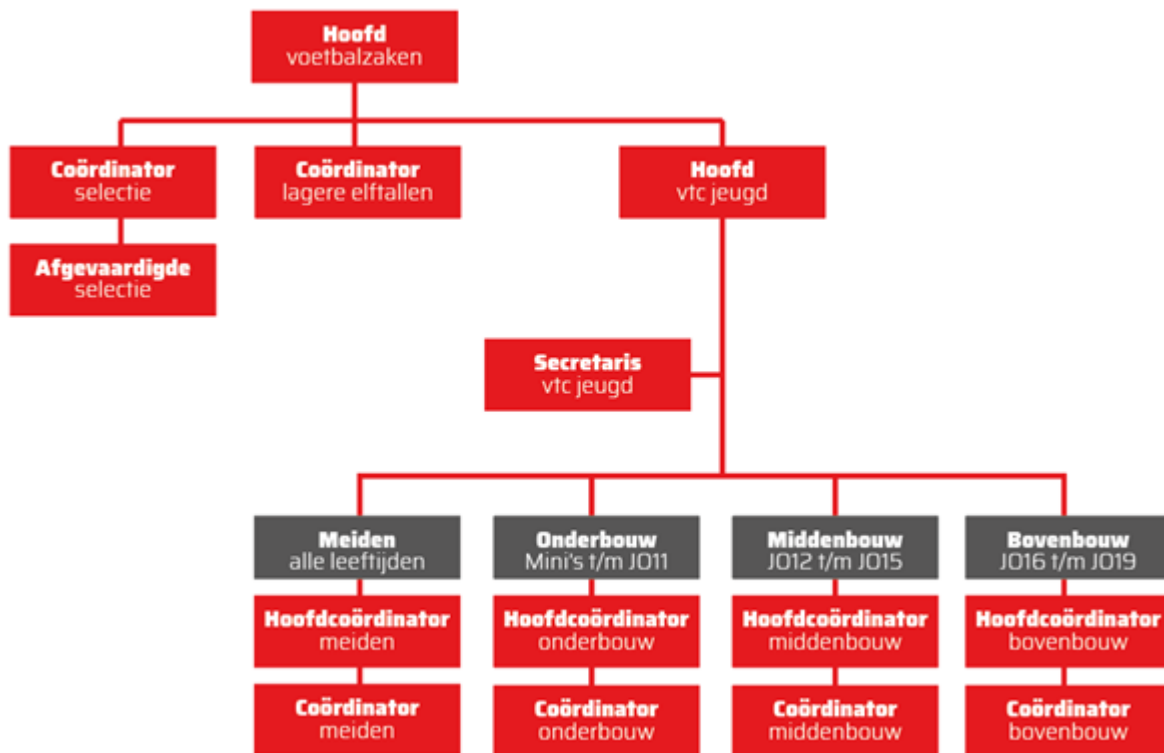 Hoofd
voetbalzaken
Coördinator
selectie
Coördinator
lagere elftallen
Hoofd
vtc jeugd
Afgevaardigde
selectie
Secretaris
vtc jeugd
Meiden
alle leeftijden
Onderbouw
Mini's t/m JO11
Middenbouw
JO12 t/m JO15
Bovenbouw
JO16 t/m JO19
Hoofdcoördinator
meiden
Hoofdcoördinator
onderbouw
Hoofdcoördinator
middenbouw
Hoofdcoördinator
bovenbouw
Coördinator
meiden
Coördinator
onderbouw
Coördinator
middenbouw
Coördinator
bovenbouw